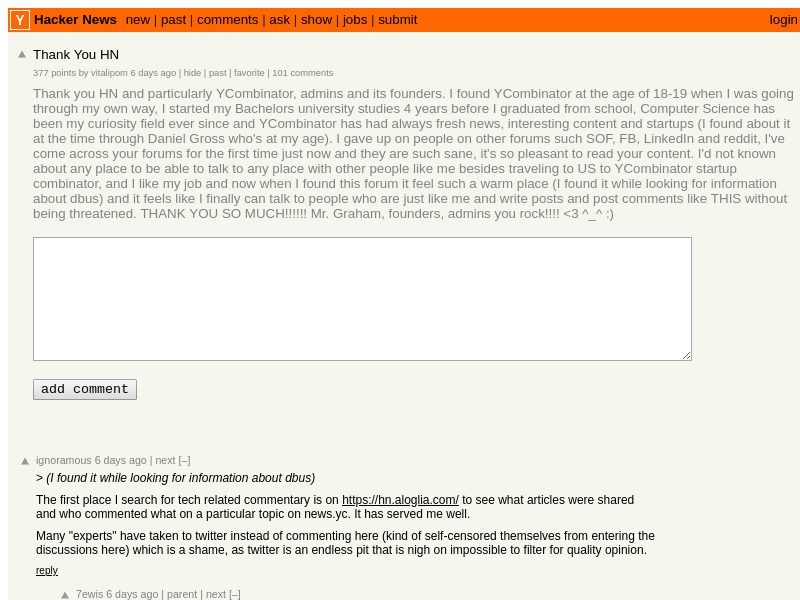 Y Hacker News new | past | comments | ask | show | jobs | submit login
Thank You HN
377 points by vitalipom 6 days ago | hide | past | favorite | 101 comments
Thank you HN and particularly YCombinator, admins and its founders. I found YCombinator at the age of 18-19 when I was going
through my own way, I started my Bachelors university studies 4 years before I graduated from school, Computer Science has
been my curiosity field ever since and YCombinator has had always fresh news, interesting content and startups (I found about it
at the time through Daniel Gross who's at my age). I gave up on people on other forums such SOF, FB, LinkedIn and reddit, I've
come across your forums for the first time just now and they are such sane, it's so pleasant to read your content. I'd not known
about any place to be able to talk to any place with other people like me besides traveling to US to YCombinator startup
combinator, and I like my job and now when I found this forum it feel such a warm place (I found it while looking for information
about dbus) and it feels like I finally can talk to people who are just like me and write posts and post comments like THIS without
being threatened. THANK YOU SO MUCH!!!!!! Mr. Graham, founders, admins you rock!!!! <3 ^_^ :)
add comment
ignoramous 6 days ago | next [–]
> (I found it while looking for information about dbus)
The first place I search for tech related commentary is on https://hn.aloglia.com/ to see what articles were shared
and who commented what on a particular topic on news.yc. It has served me well.
Many "experts" have taken to twitter instead of commenting here (kind of self-censored themselves from entering the
discussions here) which is a shame, as twitter is an endless pit that is nigh on impossible to filter for quality opinion.
reply
7ewis 6 days ago | parent | next [–]